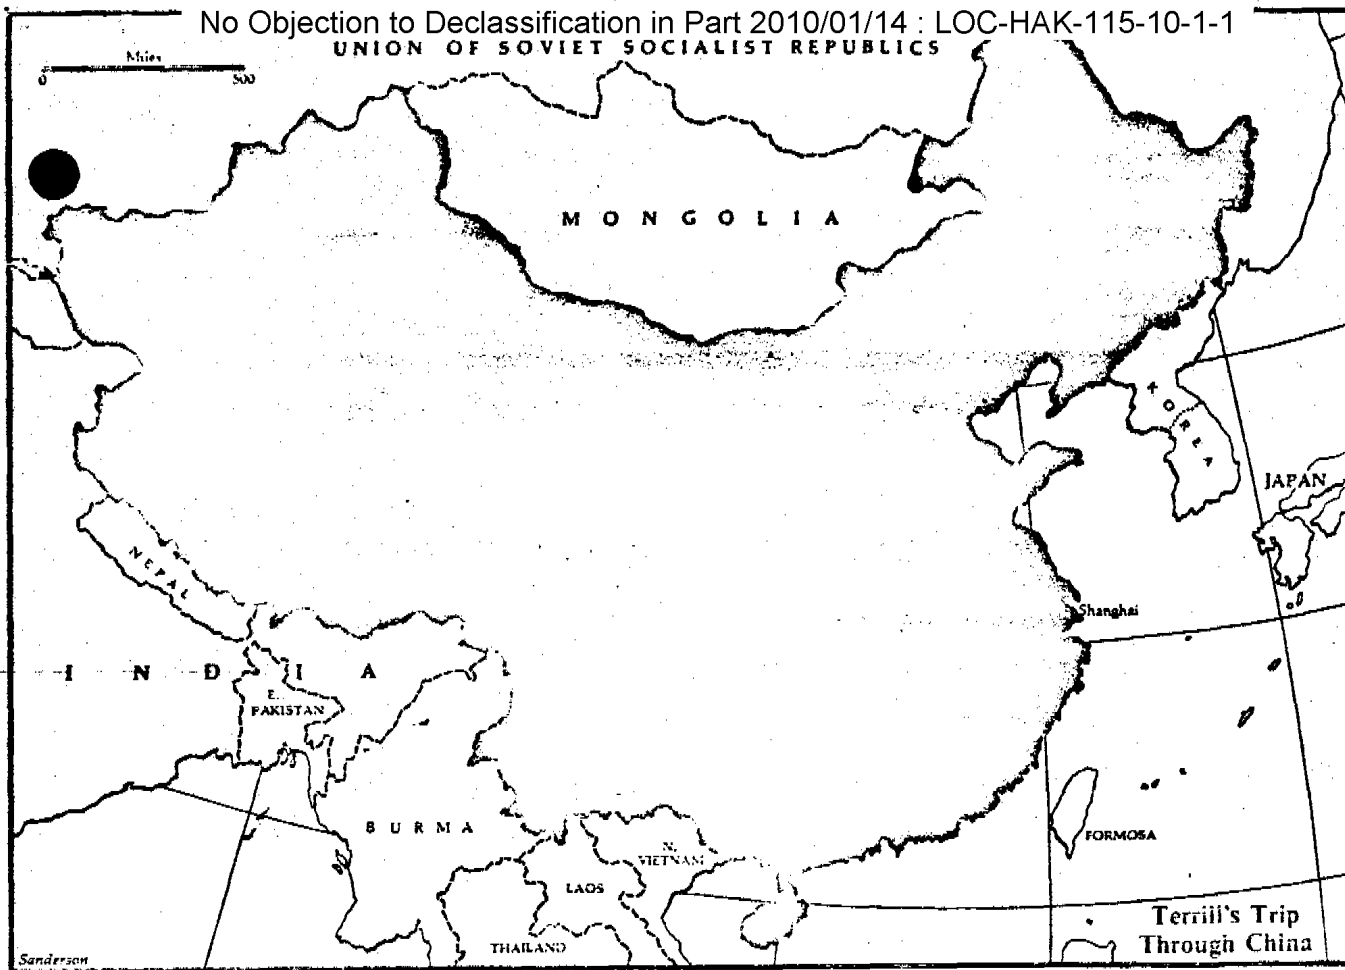 No Objection to Declassification in Part 2010/01/14 : LOC-HAK-115-10-1-1
UNION OF SOVIET SOCIALIST REPUBLICS
Miles
0 500
MONGOLIA
KOREA
JAPAN
NEPAL
Shanghai
INDIA
E.
PAKISTAN
BURMA
FORMOSA
N.
VIETNAM
LAOS
THAILAND
Terrill's Trip
Through China
Sanderson